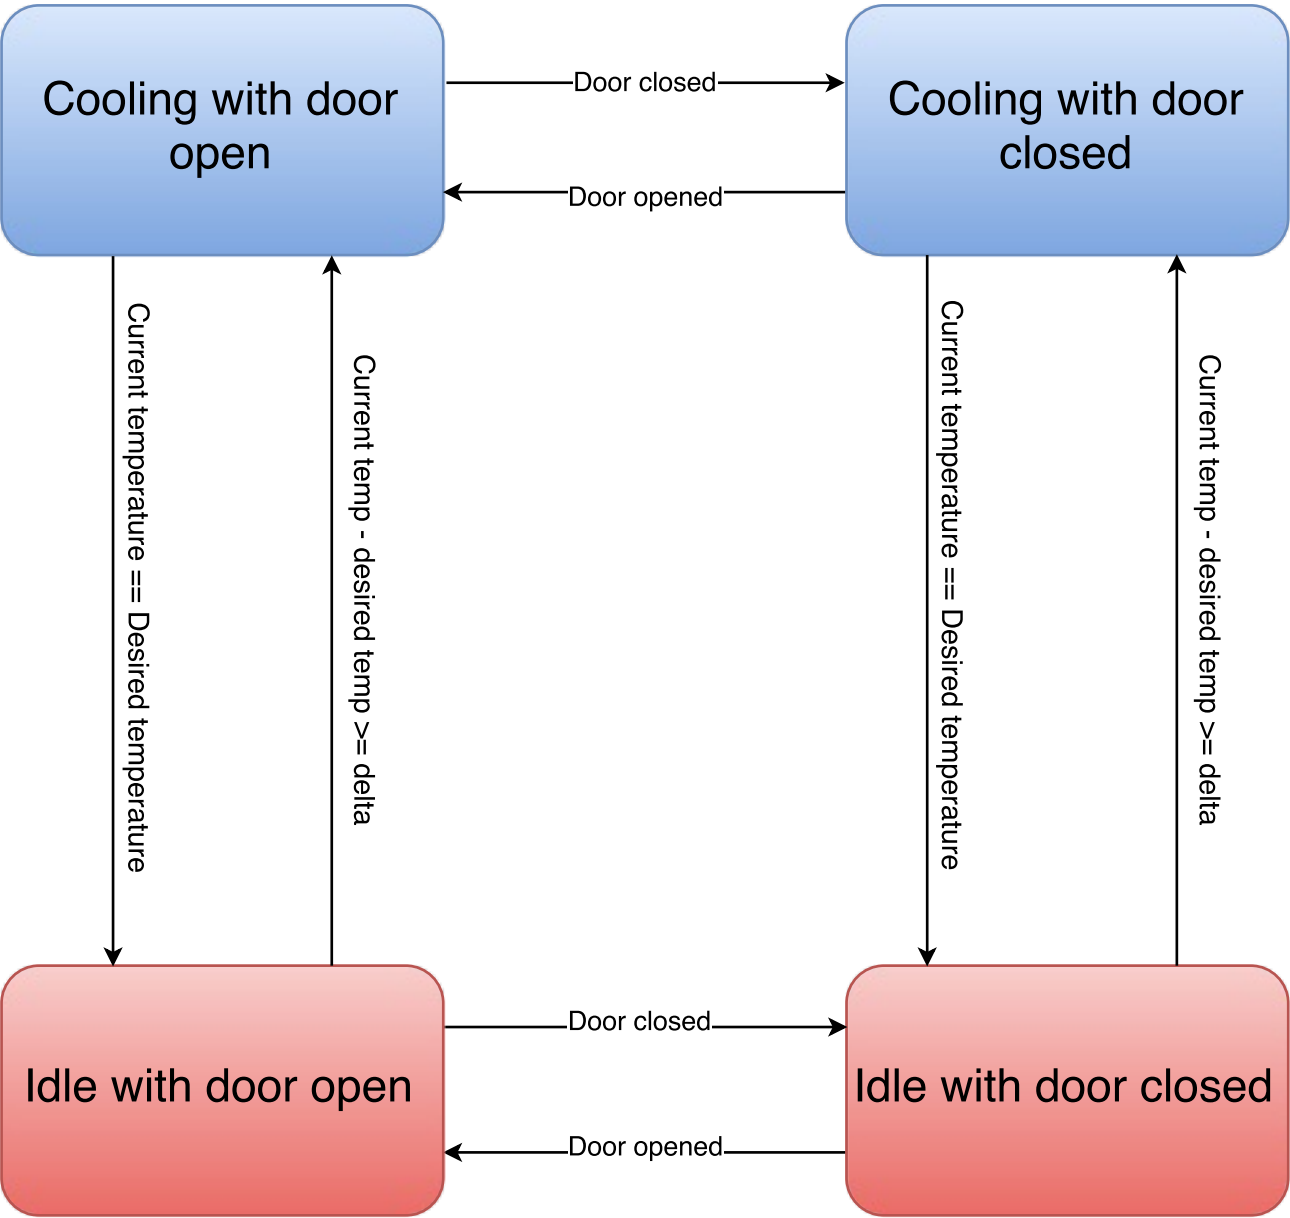 Cooling with door
open
Door closed
Cooling with door
closed
Door opened
Current temperature == Desired temperature
Current temp - desired temp >= delta
Current temperature == Desired temperature
Current temp - desired temp >= delta
Idle with door open
Door closed
Idle with door closed
Door opened